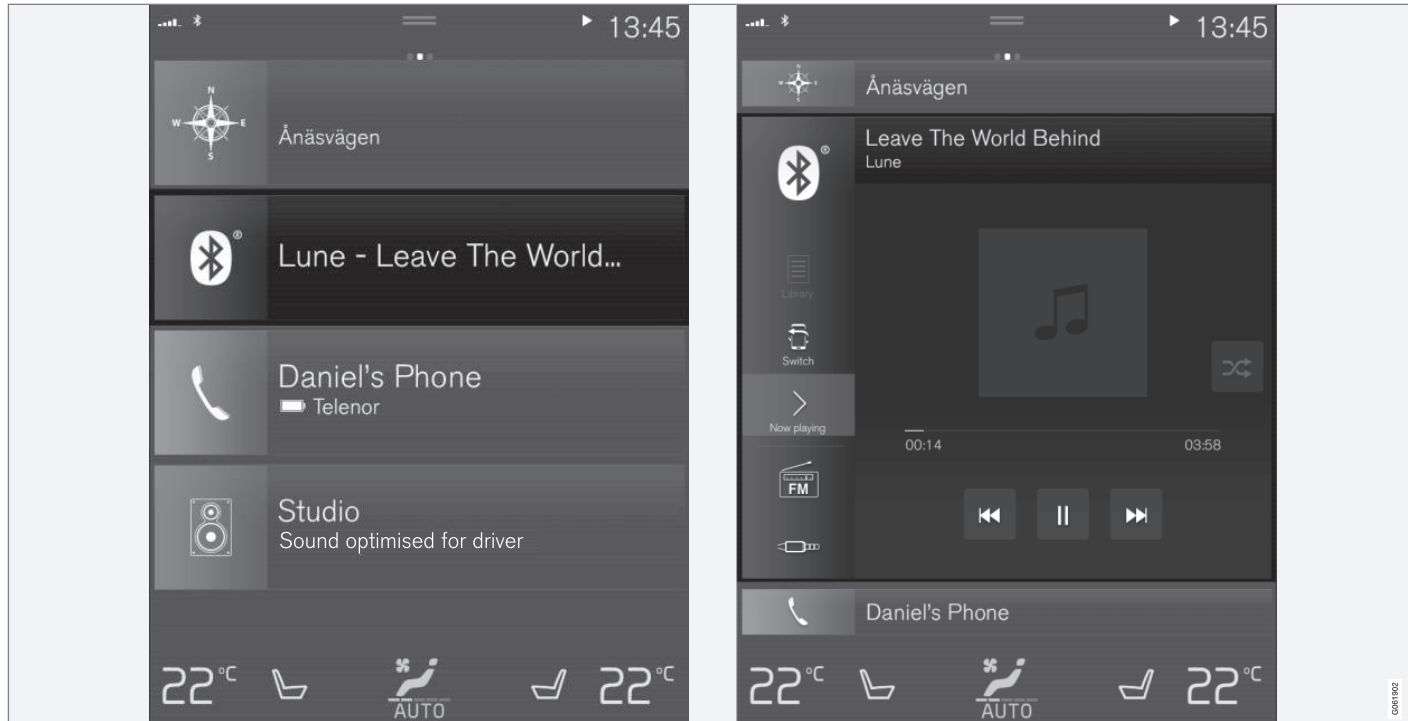 13:45
N
W E
S
Ånäsvägen
Lune - Leave The World...
Daniel's Phone
Telenor
Studio
Sound optimised for driver
22°C
AUTO
22°C
13:45
N
W E
S
Ånäsvägen
Leave The World Behind
Lune
Library
Switch
Now playing
00:14
03:58
FM
Daniel's Phone
22°C
AUTO
22°C
G061902